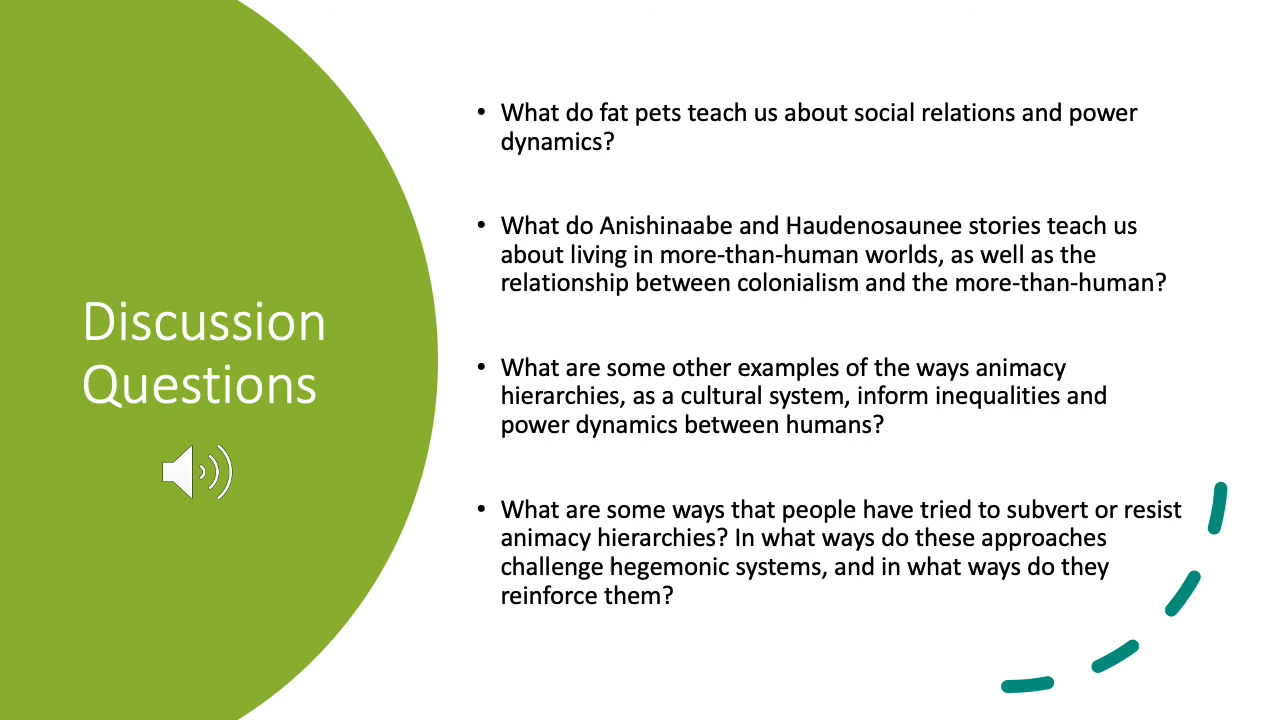 Discussion
Questions
• What do fat pets teach us about social relations and power
dynamics?
• What do Anishinaabe and Haudenosaunee stories teach us
about living in more-than-human worlds, as well as the
relationship between colonialism and the more-than-human?
• What are some other examples of the ways animacy
hierarchies, as a cultural system, inform inequalities and
power dynamics between humans?
• What are some ways that people have tried to subvert or resist
animacy hierarchies? In what ways do these approaches
challenge hegemonic systems, and in what ways do they
reinforce them?